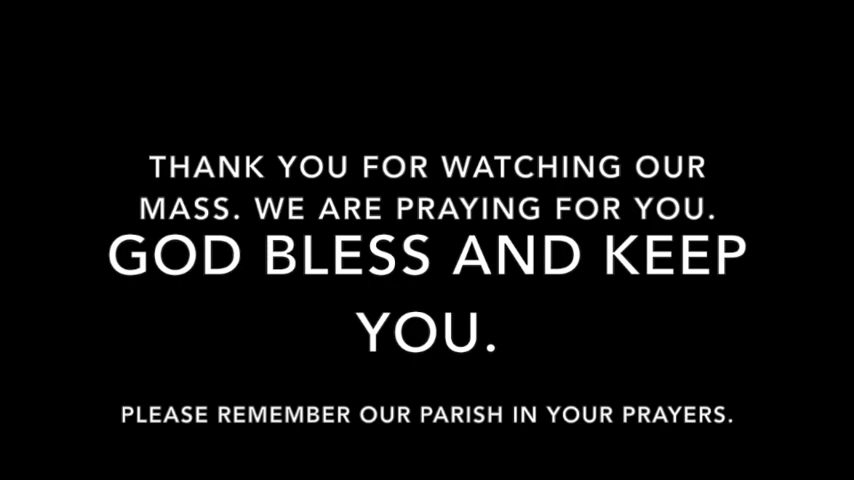 THANK YOU FOR WATCHING OUR
MASS. WE ARE PRAYING FOR YOU.
GOD BLESS AND KEEP
YOU.
PLEASE REMEMBER OUR PARISH IN YOUR PRAYERS.